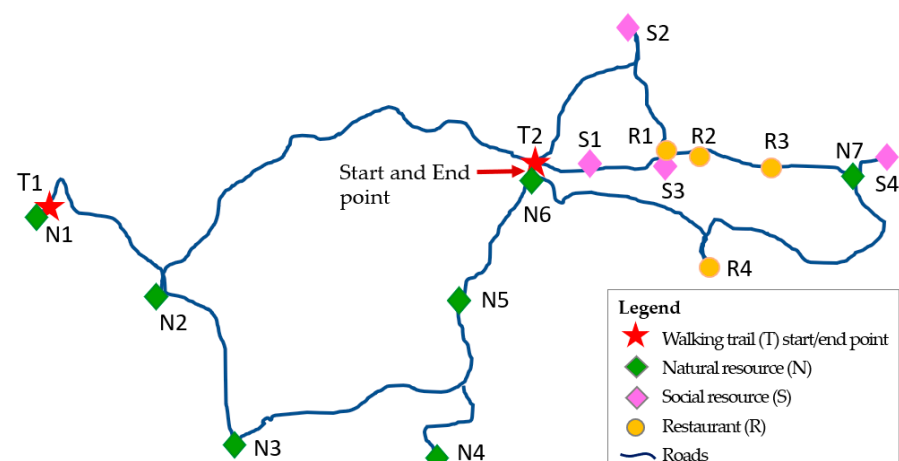 S2
T2
S1
R1
R2
R3
N7
T1
Start and End
point
S3
S4
N6
N1
R4
N2
N5
N3
N4
Legend
Walking trail (T) start/end point
Natural resource (N)
Social resource (S)
Restaurant (R)
Roads